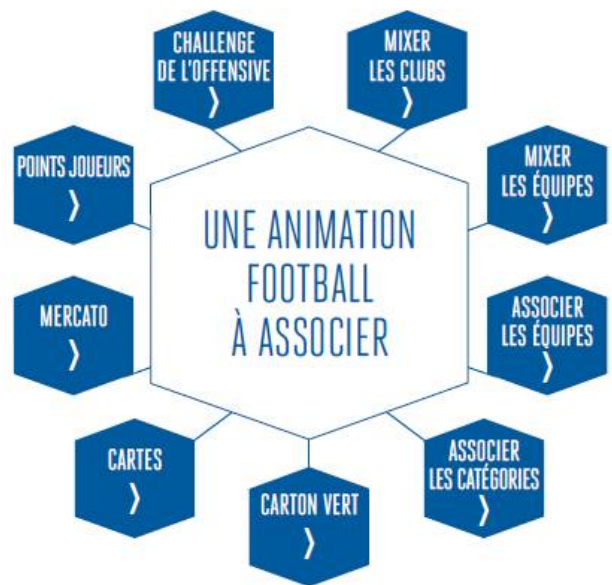 CHALLENGE
DE L'OFFENSIVE
❯
MIXER
LES CLUBS
❯
POINTS JOUEURS
❯
MIXER
LES ÉQUIPES
❯
UNE ANIMATION
FOOTBALL
À ASSOCIER
MERCATO
❯
ASSOCIER
LES ÉQUIPES
❯
CARTES
❯
CARTON VERT
❯
ASSOCIER
LES CATÉGORIES
❯